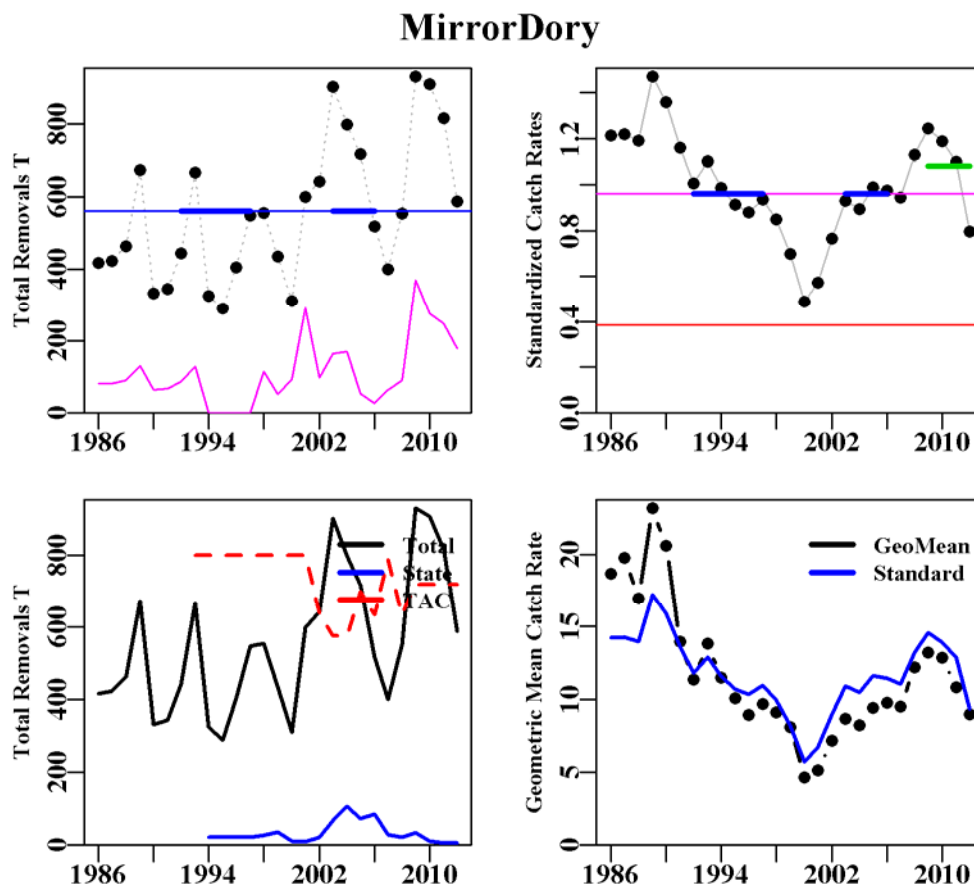 MirrorDory
Total Removals T
0 200 400 600 800
1986 1994 2002 2010
Standardized Catch Rates
0.0 0.4 0.8 1.2
1986 1994 2002 2010
Total Removals T
0 200 400 600 800
Total
State
TAC
1986 1994 2002 2010
Geometric Mean Catch Rate
0 5 10 15 20
GeoMean
Standard
1986 1994 2002 2010